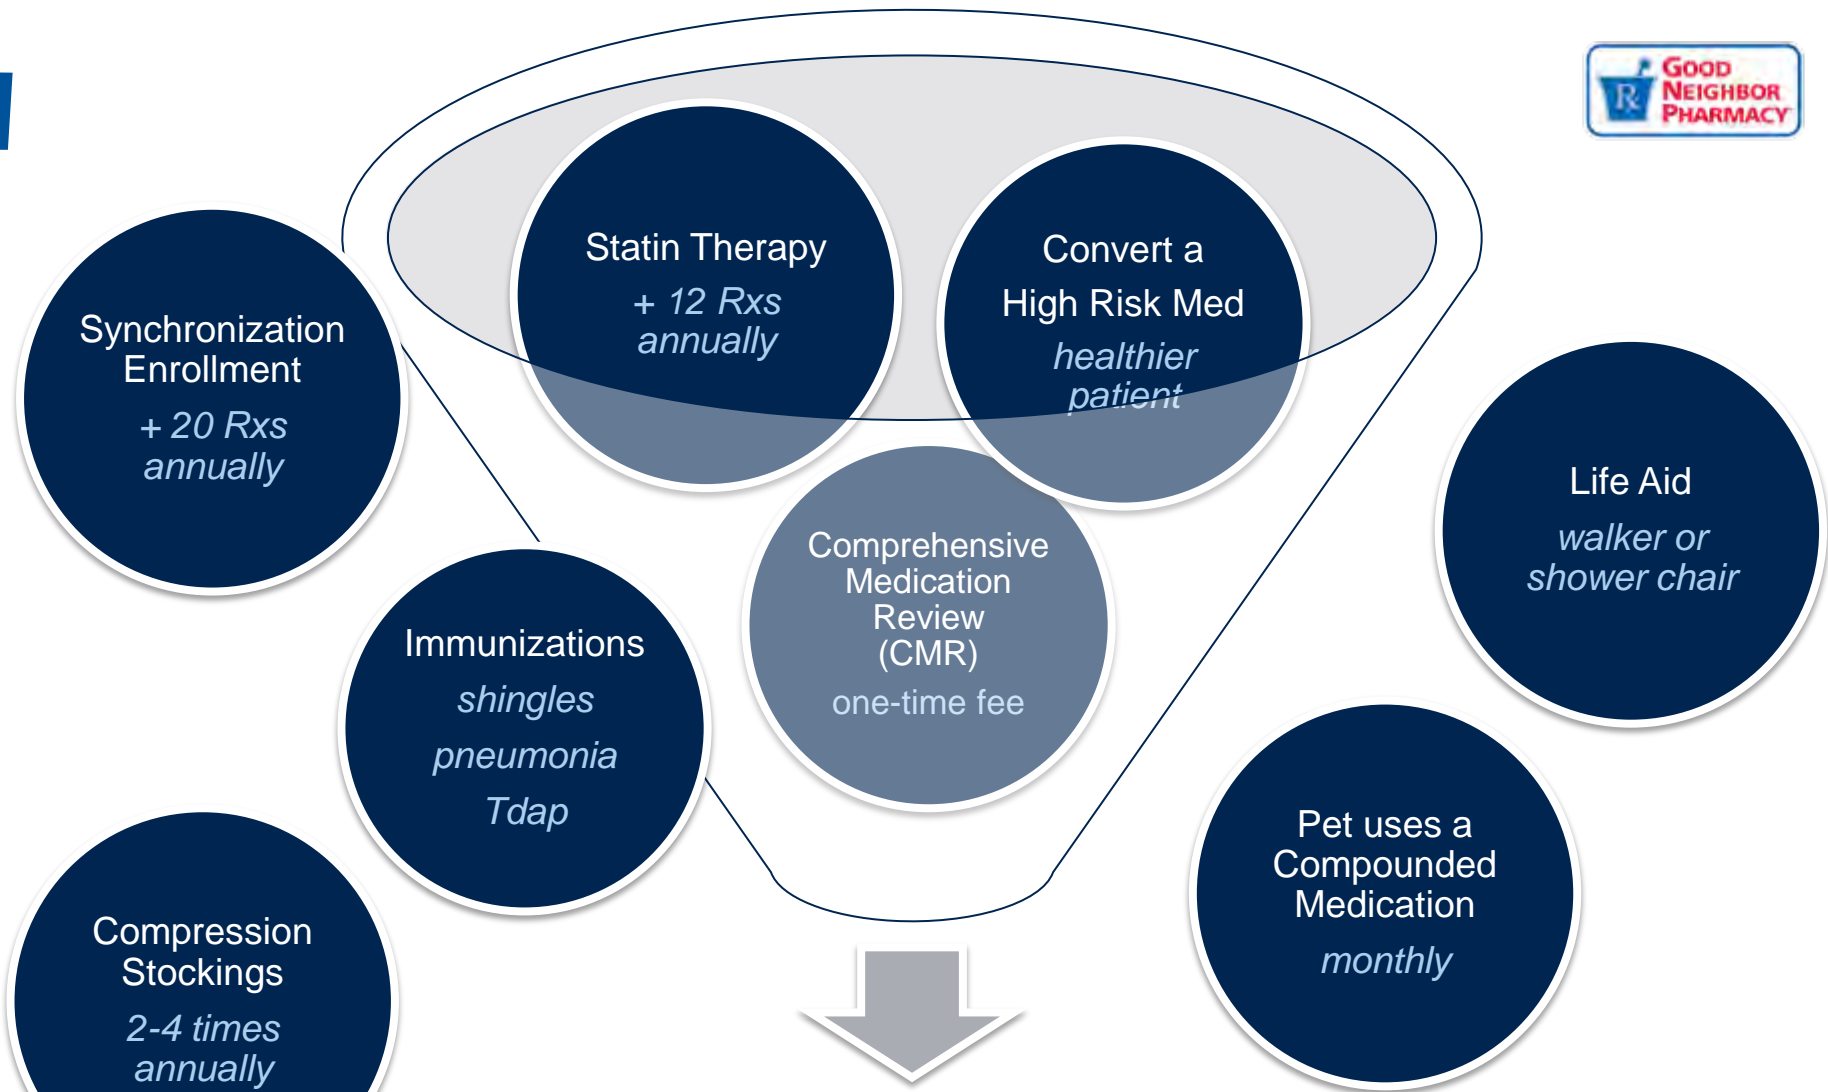 GOOD
NEIGHBOR
PHARMACY
R
Statin Therapy
+ 12 Rxs
annually
Convert a
High Risk Med
healthier
patient
Synchronization
Enrollment
+ 20 Rxs
annually
Life Aid
walker or
shower chair
Comprehensive
Medication
Review
(CMR)
one-time fee
Immunizations
shingles
pneumonia
Tdap
Pet uses a
Compounded
Medication
monthly
Compression
Stockings
2-4 times
annually